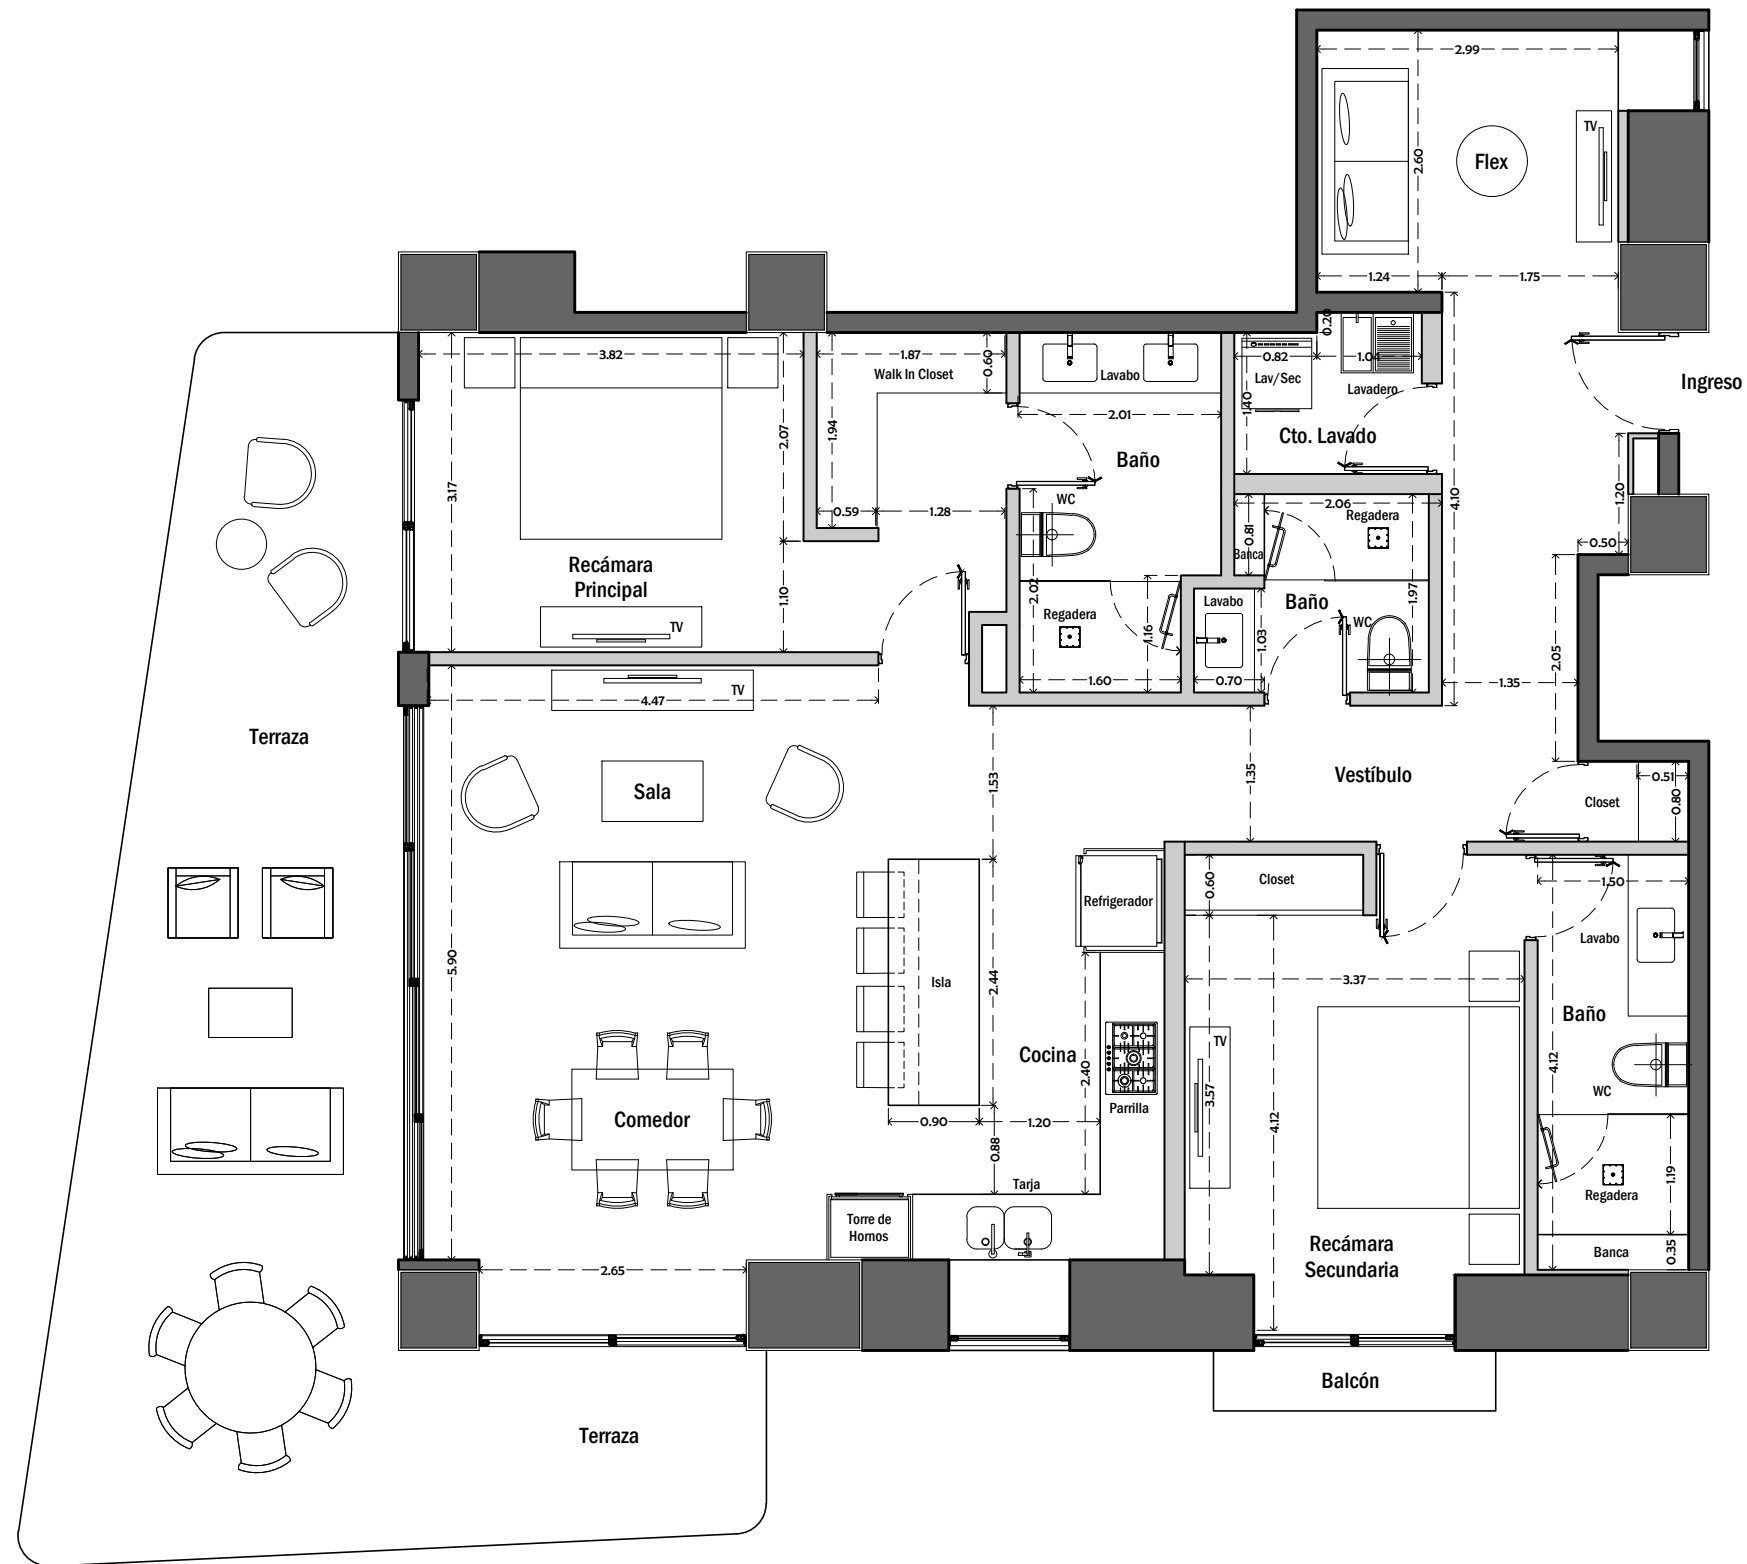 2.99
TV
Flex
2.60
1.24
1.75
0.20
3.82
1.87
0.60
Walk In Closet
Lavabo
0.82
1.04
Lav/Sec
Lavadero
Ingreso
2.01
1.40
2.07
1.94
Cto. Lavado
Baño
3.17
4.10
1.20
WC
2.06
0.59
1.28
Regadera
0.81
0.50
Banca
Recámara
Principal
2.02
1.10
Lavabo
Baño
1.97
Regadera
WC
TV
1.16
1.03
2.05
1.60
0.70
1.35
TV
4.47
Terraza
1.53
1.35
Vestíbulo
0.51
Sala
Closet
0.80
0.60
Closet
1.50
Refrigerador
Lavabo
5.90
Isla
2.44
3.37
Baño
Cocina
TV
2.40
4.12
WC
3.57
Parrilla
Comedor
0.90
1.20
4.12
0.88
1.19
Tarja
Regadera
Torre de
Hornos
Recámara
Secundaria
Banca
0.35
2.65
Balcón
Terraza